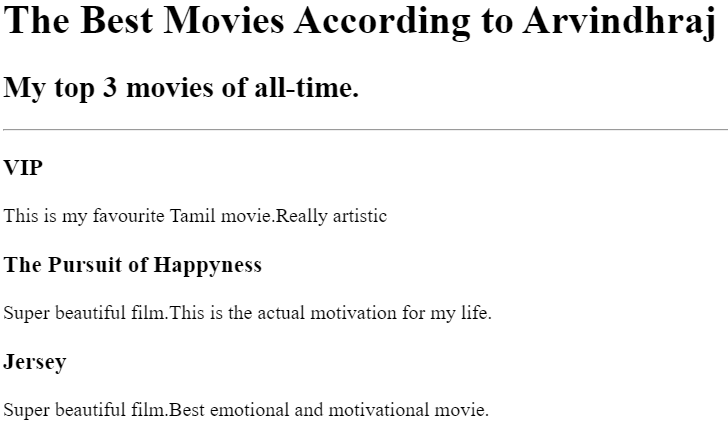 The Best Movies According to Arvindhraj
My top 3 movies of all-time.
VIP
This is my favourite Tamil movie.Really artistic
The Pursuit of Happyness
Super beautiful film.This is the actual motivation for my life.
Jersey
Super beautiful film.Best emotional and motivational movie.